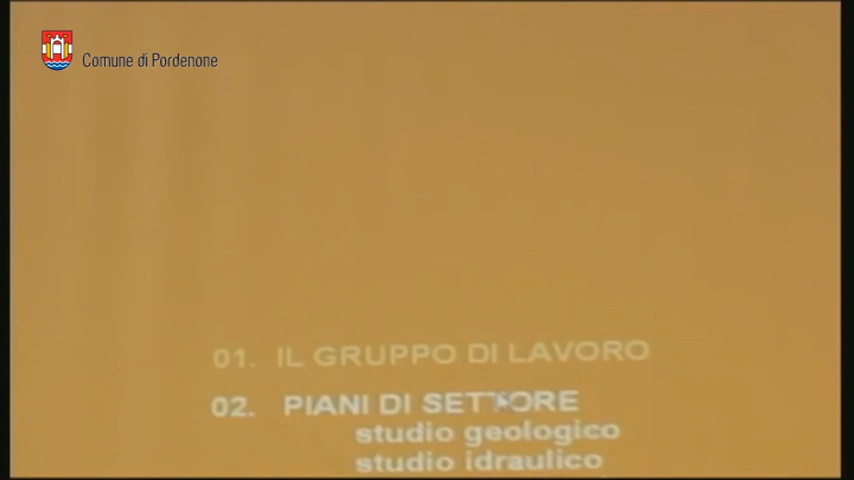 Comune di Pordenone
01. IL GRUPPO DI LAVORO
02. PIANI DI SETTORE
studio geologico
studio idraulico